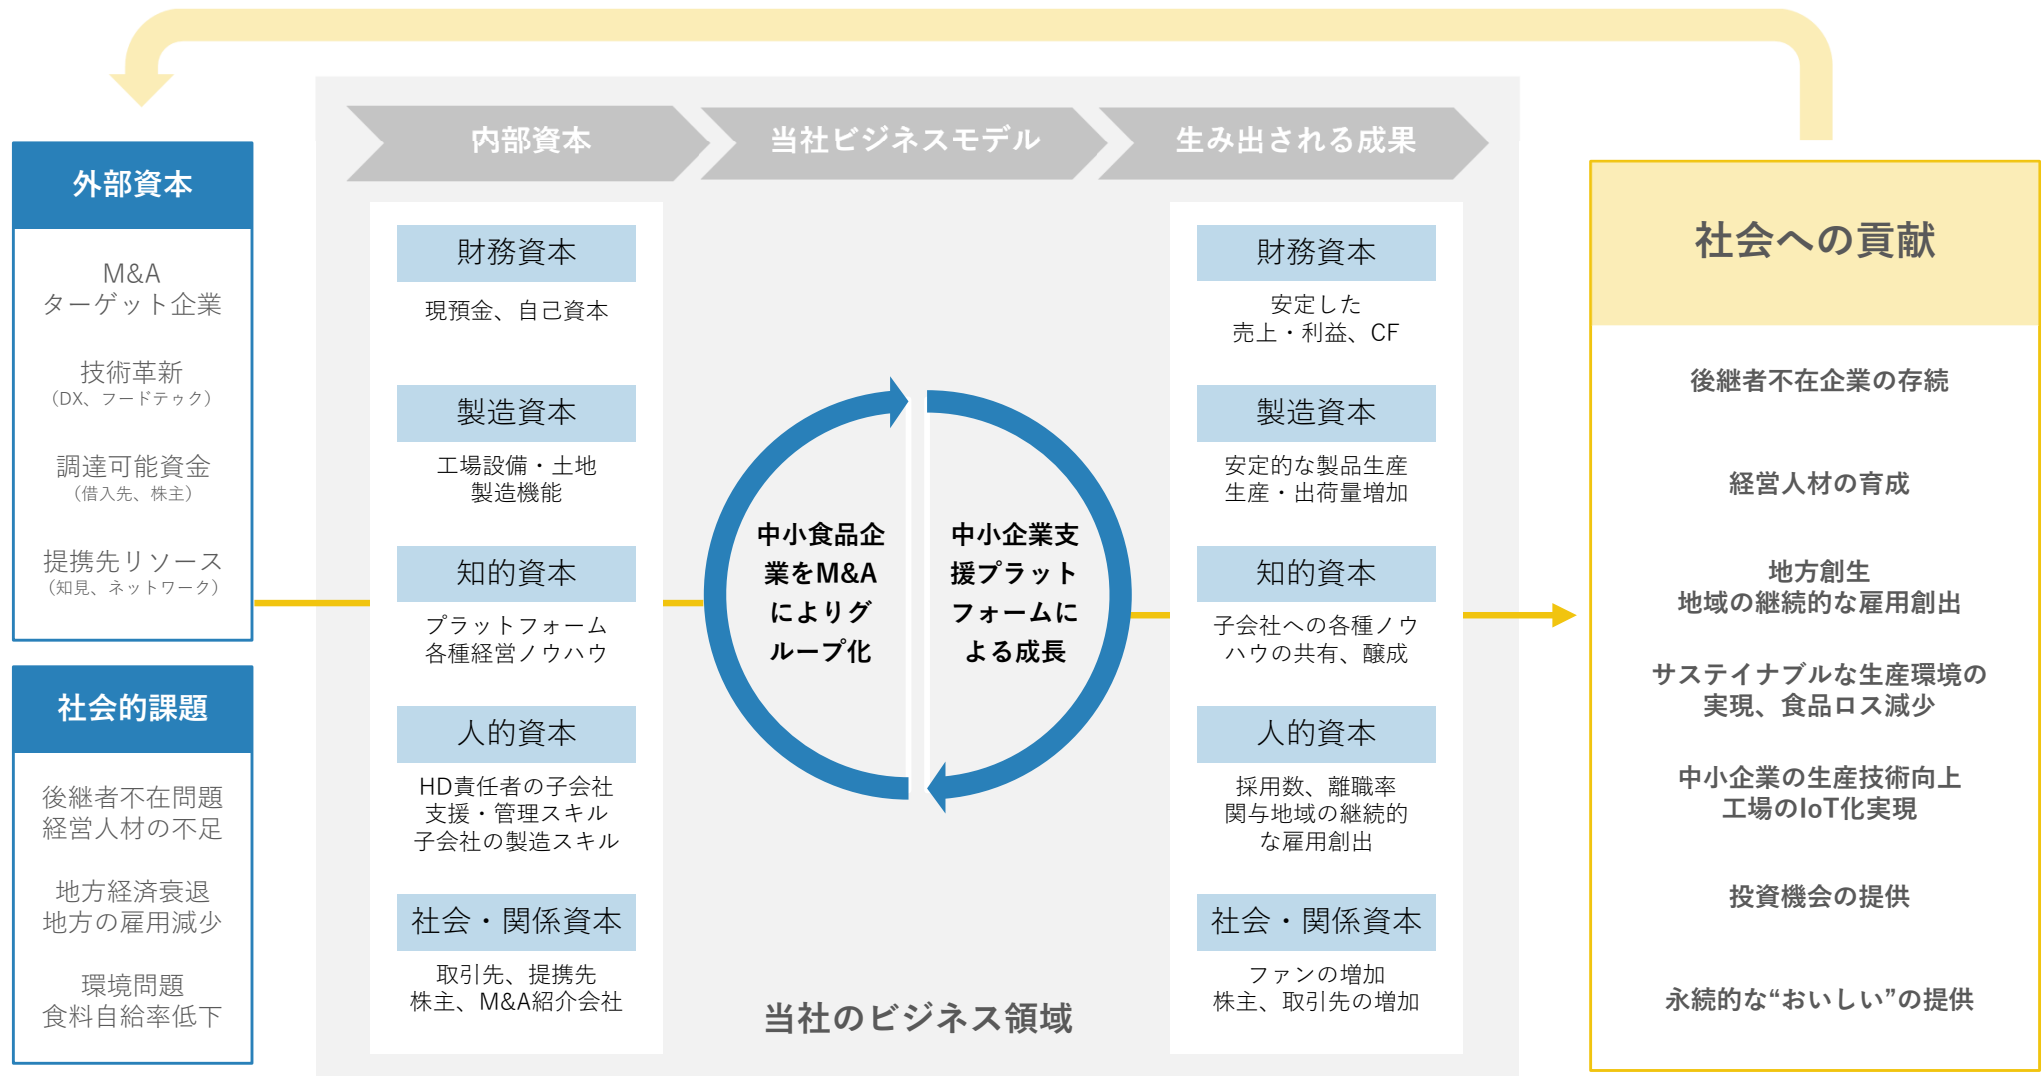 外部資本
M&A
ターゲット企業
技術革新
（DX、フードテゥク）
調達可能資金
（借入先、株主）
提携先リソース
（知見、ネットワーク）
社会的課題
後継者不在問題
経営人材の不足
地方経済衰退
地方の雇用減少
環境問題
食料自給率低下
内部資本
財務資本
現預金、自己資本
製造資本
工場設備・土地
製造機能
知的資本
プラットフォーム
各種経営ノウハウ
人的資本
HD責任者の子会社
支援・管理スキル
子会社の製造スキル
社会・関係資本
取引先、提携先
株主、M&A紹介会社
当社ビジネスモデル
中小食品企
業をM&A
によりグ
ループ化
中小企業支
援プラット
フォームに
よる成長
当社のビジネス領域
生み出される成果
財務資本
安定した
売上・利益、CF
製造資本
安定的な製品生産
生産・出荷量増加
知的資本
子会社への各種ノウ
ハウの共有、醸成
人的資本
採用数、離職率
関与地域の継続的
な雇用創出
社会・関係資本
ファンの増加
株主、取引先の増加
社会への貢献
後継者不在企業の存続
経営人材の育成
地方創生
地域の継続的な雇用創出
サステイナブルな生産環境の
実現、食品ロス減少
中小企業の生産技術向上
工場のIoT化実現
投資機会の提供
永続的な“おいしい”の提供